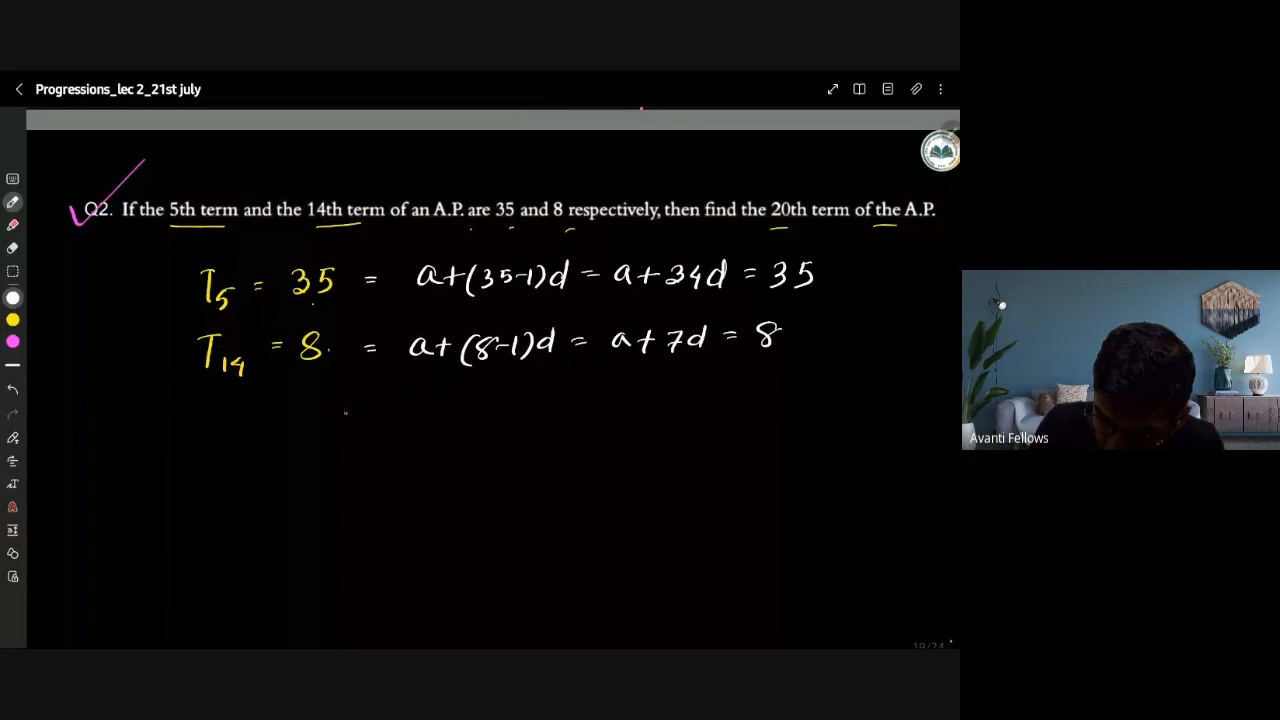 Progressions_lec 2_21st july
Q2. If the 5th term and the 14th term of an A.P. are 35 and 8 respectively, then find the 20th term of the A.P.
T5 = 35 = a+(35-1)d = a+34d = 35
T14 = 8. = a+(8-1)d = a+7d = 8
Avanti Fellows
19/24